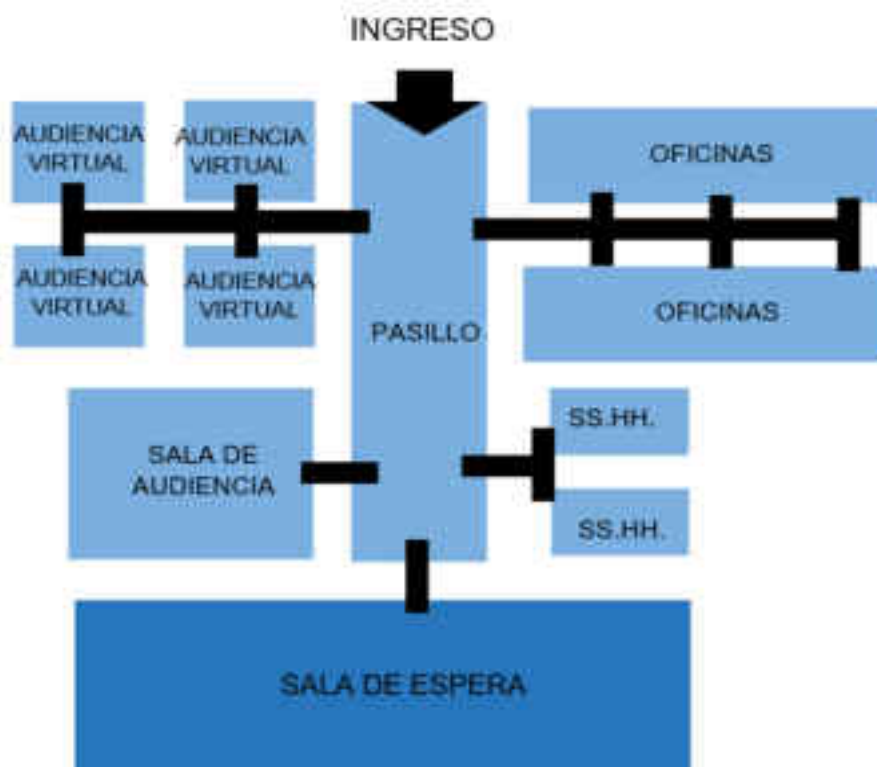 INGRESO
AUDIENCIA
VIRTUAL
AUDIENCIA
VIRTUAL
OFICINAS
AUDIENCIA
VIRTUAL
AUDIENCIA
VIRTUAL
OFICINAS
PASILLO
SALA DE
AUDIENCIA
SS.HH.
SS.HH.
SALA DE ESPERA